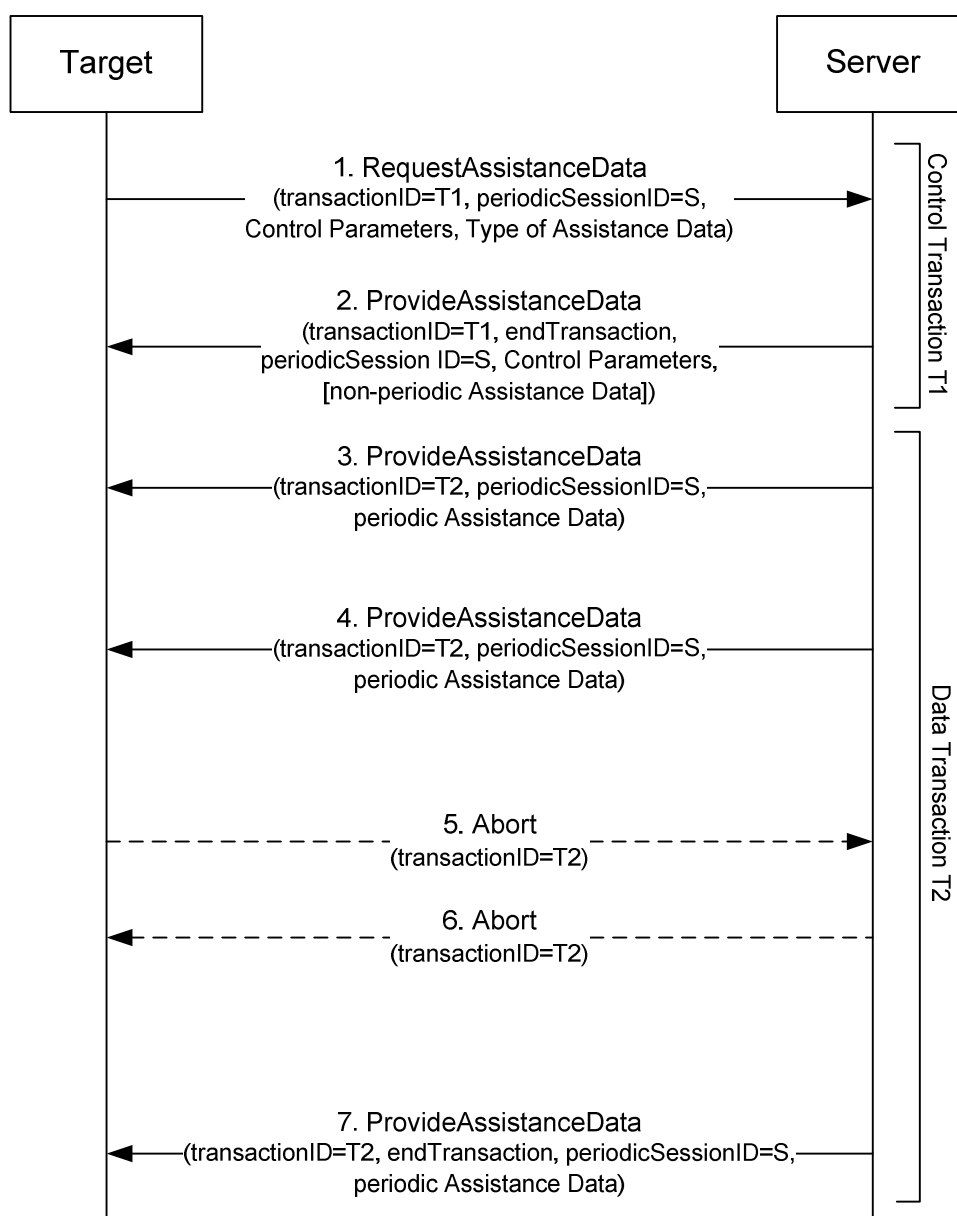 Target
Server
1. RequestAssistanceData
(transactionID=T1, periodicSessionID=S,
Control Parameters, Type of Assistance Data)
Control Transaction T1
2. ProvideAssistanceData
(transactionID=T1, endTransaction,
periodicSession ID=S, Control Parameters,
[non-periodic Assistance Data])
3. ProvideAssistanceData
(transactionID=T2, periodicSessionID=S,
periodic Assistance Data)
4. ProvideAssistanceData
(transactionID=T2, periodicSessionID=S,
periodic Assistance Data)
Data Transaction T2
5. Abort
(transactionID=T2)
6. Abort
(transactionID=T2)
7. ProvideAssistanceData
(transactionID=T2, endTransaction, periodicSessionID=S,
periodic Assistance Data)